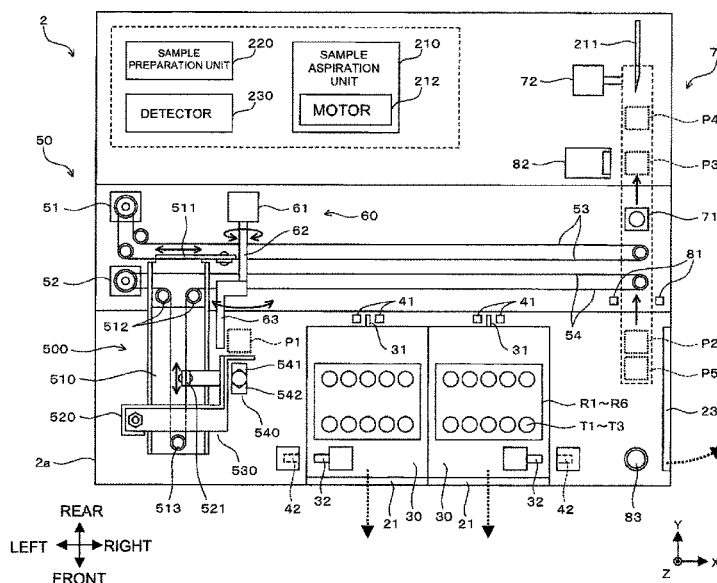 2
220
210
211
7
SAMPLE
PREPARATION UNIT
SAMPLE
ASPIRATION
UNIT
230
212
72
DETECTOR
MOTOR
P4
50
82
P3
51
511
61
60
71
62
53
81
52
512
41
41
54
63
31
31
500
P1
P2
510
541
P5
520
542
R1~R6
23
540
T1~T3
530
2a
513
521
42
32
21
30
30
21
32
42
83
REAR
LEFT
RIGHT
FRONT
Y
Z
X